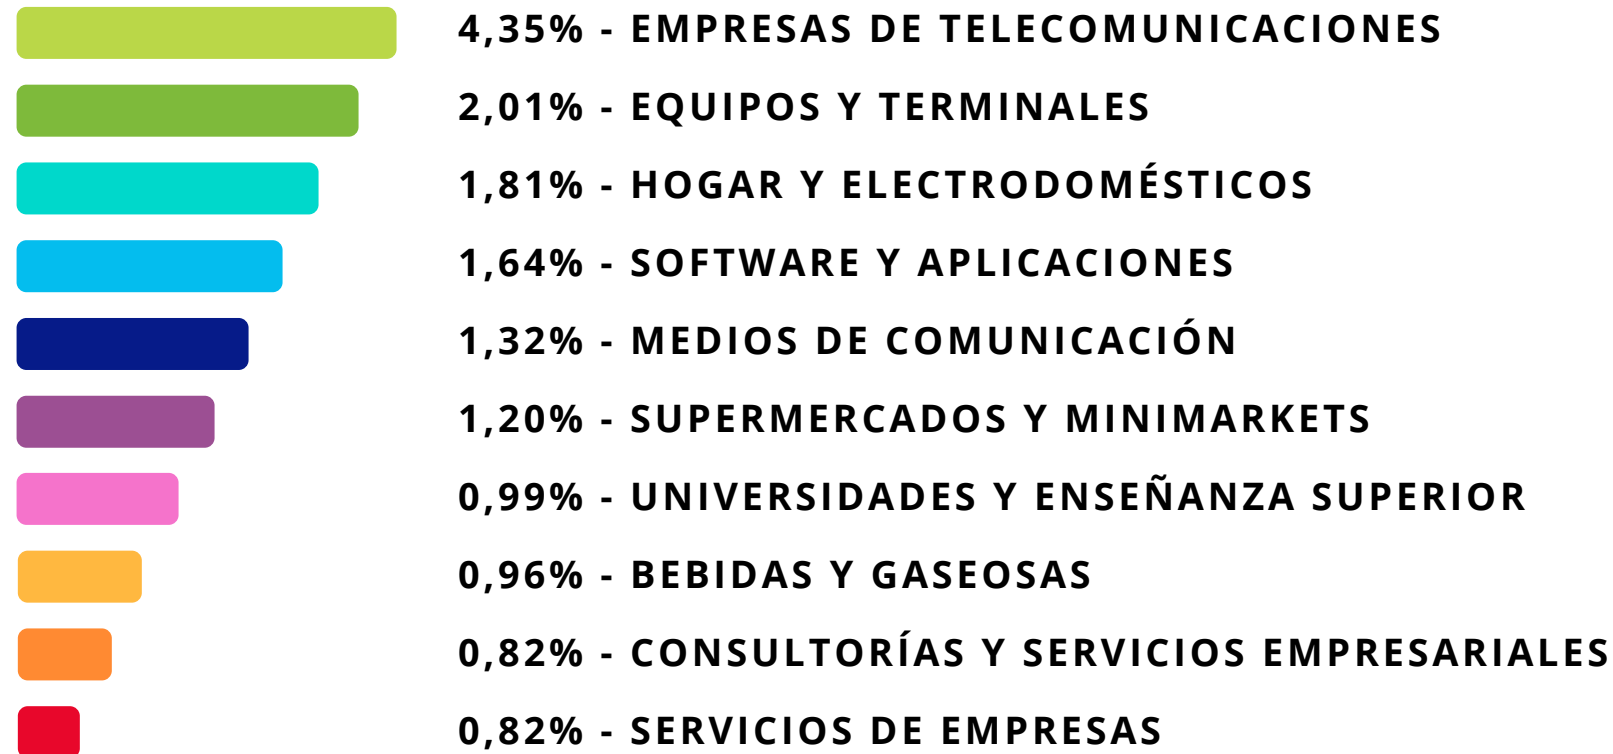 4,35% - EMPRESAS DE TELECOMUNICACIONES
2,01% - EQUIPOS Y TERMINALES
1,81% - HOGAR Y ELECTRODOMÉSTICOS
1,64% - SOFTWARE Y APLICACIONES
1,32% - MEDIOS DE COMUNICACIÓN
1,20% - SUPERMERCADOS Y MINIMARKETS
0,99% - UNIVERSIDADES Y ENSEÑANZA SUPERIOR
0,96% - BEBIDAS Y GASEOSAS
0,82% - CONSULTORÍAS Y SERVICIOS EMPRESARIALES
0,82% - SERVICIOS DE EMPRESAS